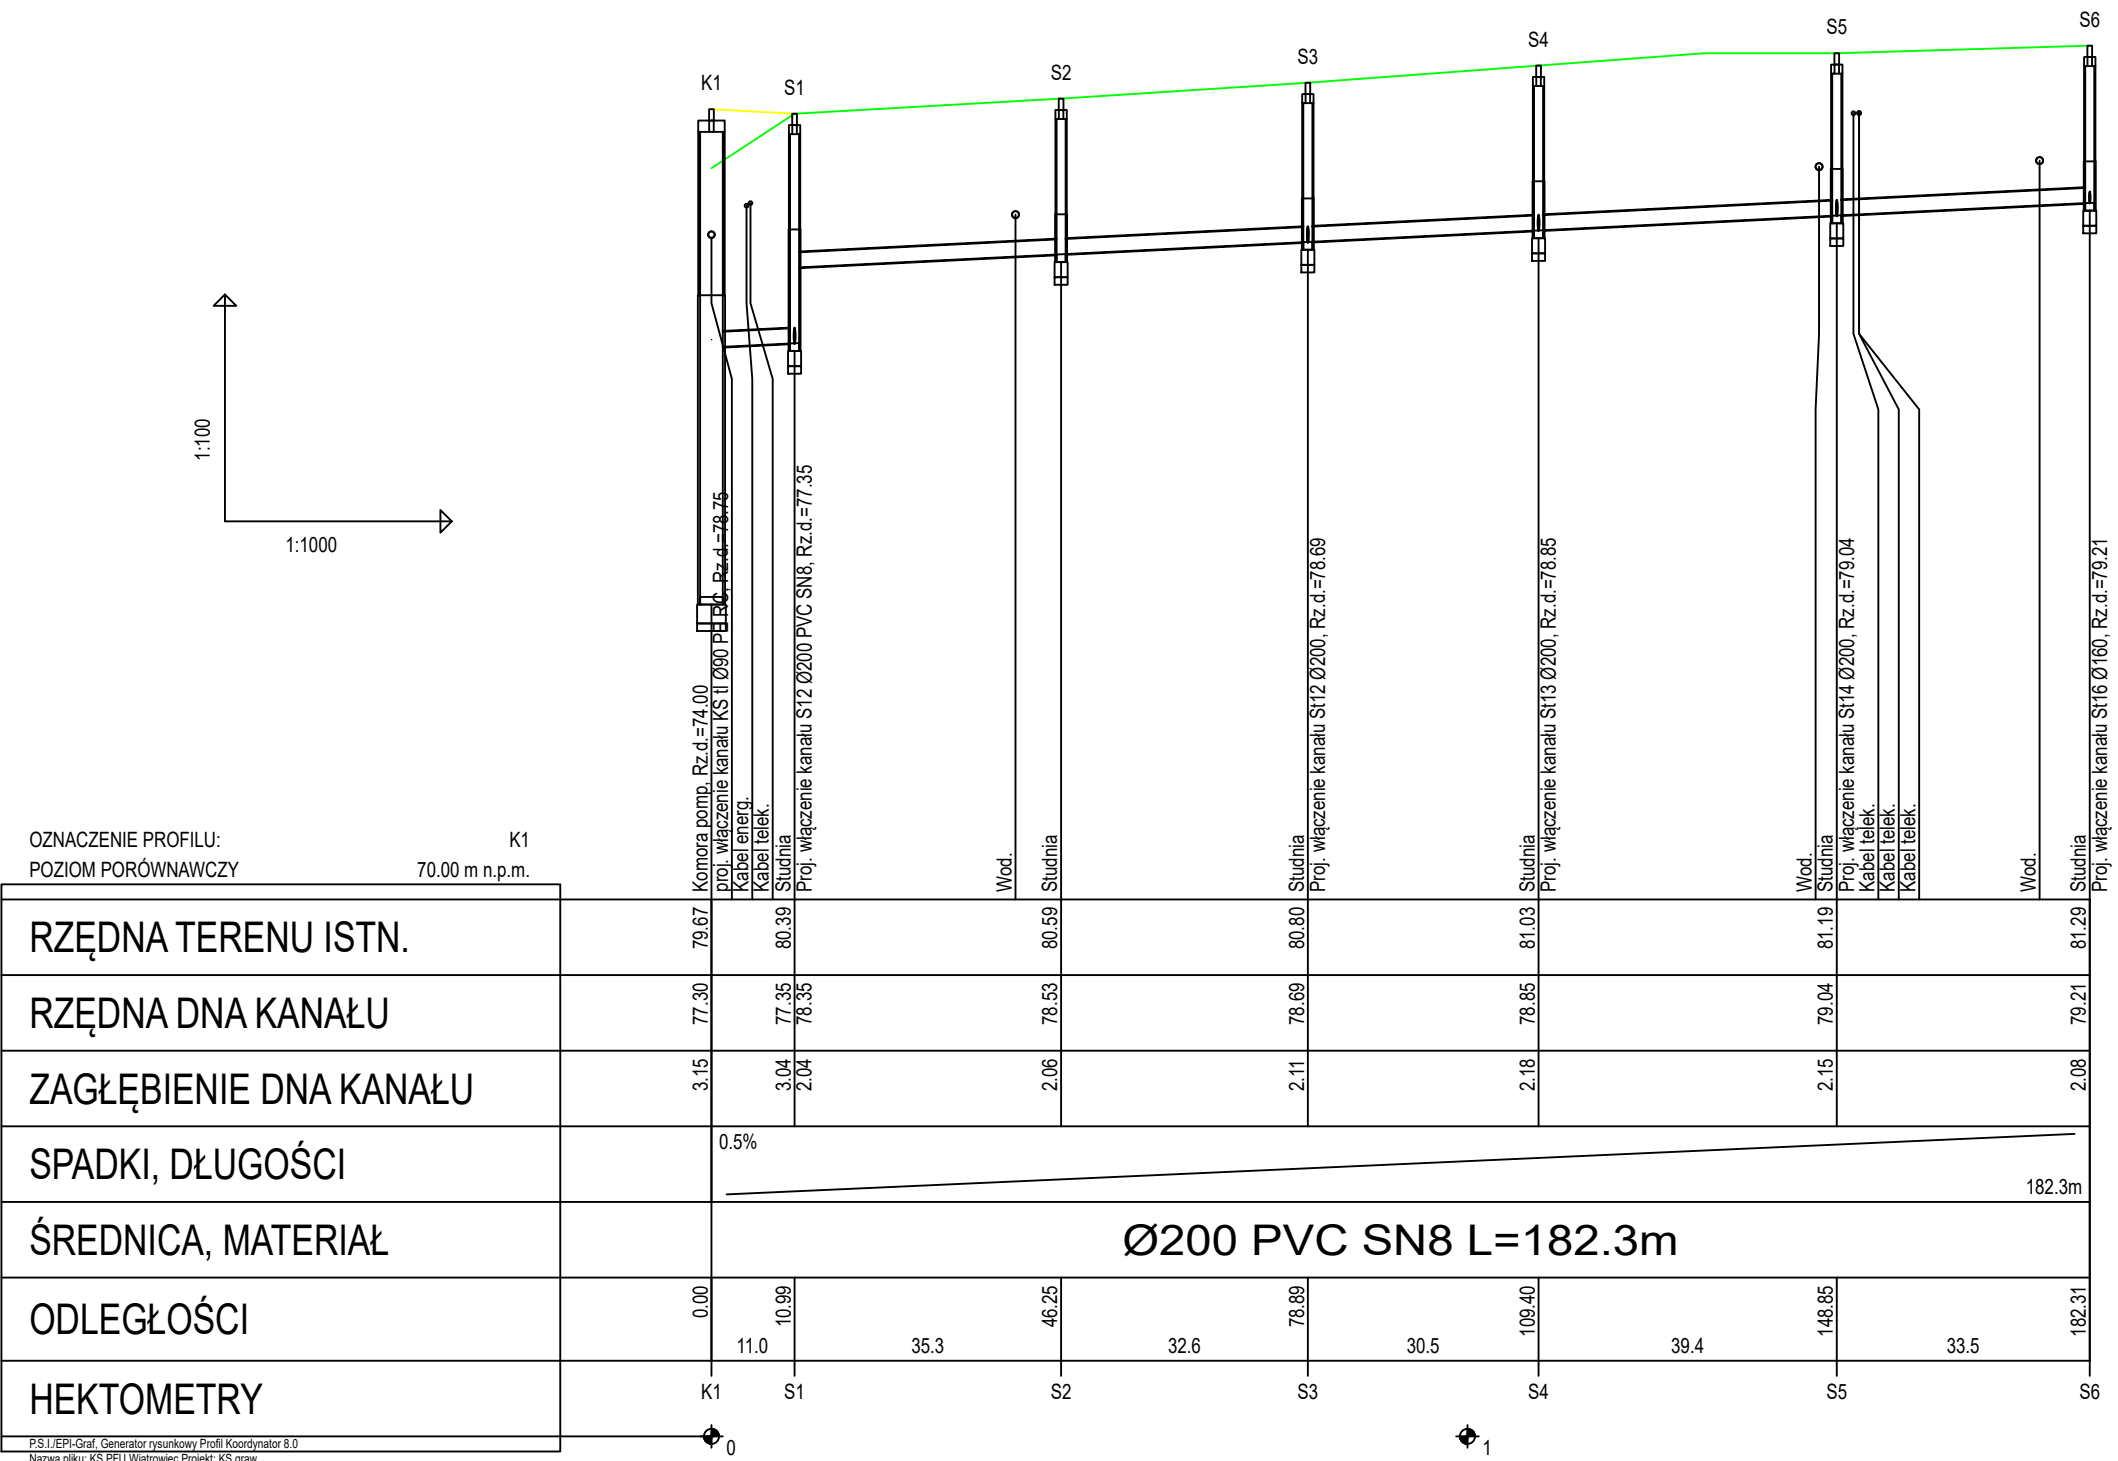 K1
S1
S2
S3
S4
S5
S6
1:100
1:1000
OZNACZENIE PROFILU: K1
POZIOM PORÓWNAWCZY 70.00 m n.p.m.
Komora pomp, Rz.d.=74.00
proj. włączenie kanału KS tł Ø90 PE RC, Rz.d.=78.75
Kabel energ.
Kabel telek.
Studnia
Proj. włączenie kanału S12 Ø200 PVC SN8, Rz.d.=77.35
Wod.
Studnia
Studnia
Proj. włączenie kanału St12 Ø200, Rz.d.=78.69
Studnia
Proj. włączenie kanału St13 Ø200, Rz.d.=78.85
Wod.
Studnia
Proj. włączenie kanału St14 Ø200, Rz.d.=79.04
Kabel telek.
Kabel telek.
Kabel telek.
Wod.
Studnia
Proj. włączenie kanału St16 Ø160, Rz.d.=79.21
RZĘDNA TERENU ISTN. 79.67 80.39 80.59 80.80 81.03 81.19 81.29
RZĘDNA DNA KANAŁU 77.30 77.35 78.35 78.53 78.69 78.85 79.04 79.21
ZAGŁĘBIENIE DNA KANAŁU 3.15 3.04 2.04 2.06 2.11 2.18 2.15 2.08
SPADKI, DŁUGOŚCI 0.5% 182.3m
ŚREDNICA, MATERIAŁ Ø200 PVC SN8 L=182.3m
ODLEGŁOŚCI 0.00 10.99 46.25 78.89 109.40 148.85 182.31
11.0 35.3 32.6 30.5 39.4 33.5
HEKTOMETRY K1 S1 S2 S3 S4 S5 S6
0 1
P.S.I./EPI-Graf, Generator rysunkowy Profil Koordynator 8.0
Nazwa pliku: KS PFU Wiatrowiec Projekt: KS graw